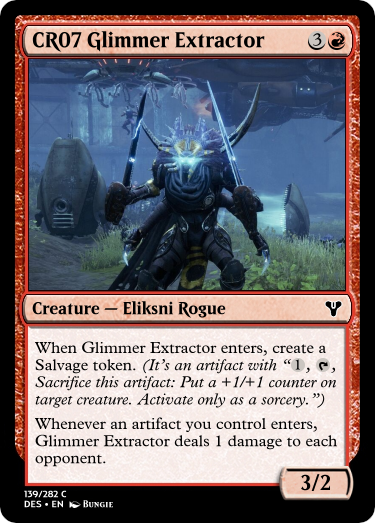 CR07 Glimmer Extractor 3
Creature — Eliksni Rogue
When Glimmer Extractor enters, create a
Salvage token. (It's an artifact with “1, ,
Sacrifice this artifact: Put a +1/+1 counter on
target creature. Activate only as a sorcery.”)
Whenever an artifact you control enters,
Glimmer Extractor deals 1 damage to each
opponent.
3/2
139/282 C
DES • EN Bungie